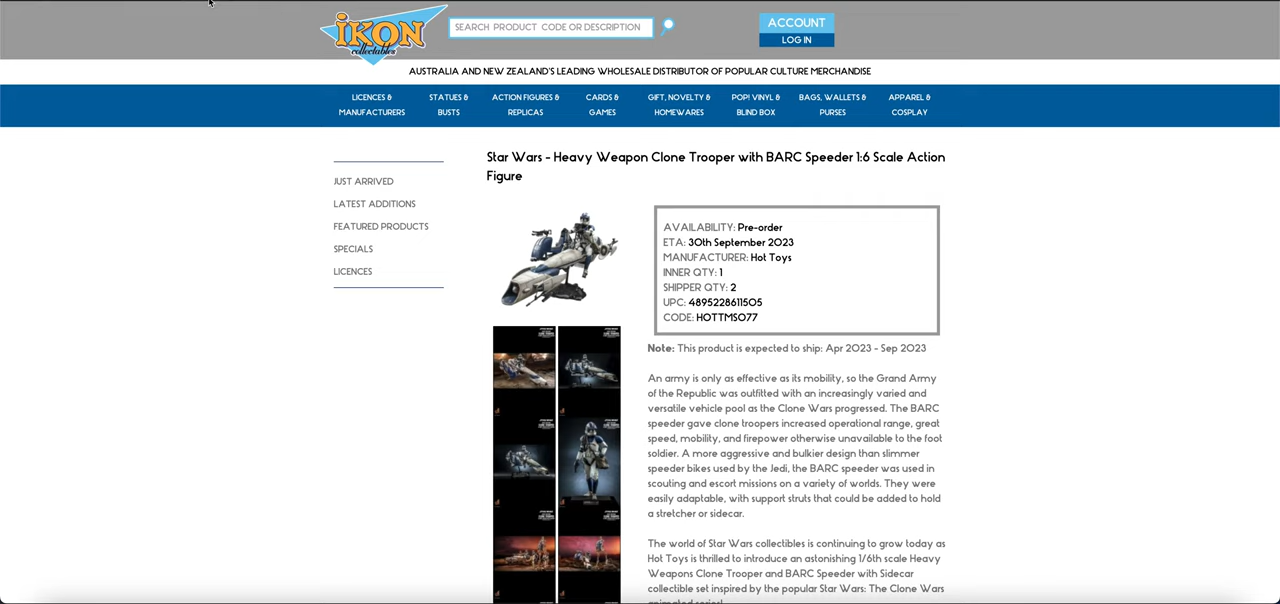 iKON
collectables
SEARCH PRODUCT CODE OR DESCRIPTION
ACCOUNT
LOG IN
AUSTRALIA AND NEW ZEALAND'S LEADING WHOLESALE DISTRIBUTOR OF POPULAR CULTURE MERCHANDISE
LICENCES &
MANUFACTURERS
STATUES &
BUSTS
ACTION FIGURES &
REPLICAS
CARDS &
GAMES
GIFT, NOVELTY &
HOMEWARES
POP! VINYL &
BLIND BOX
BAGS, WALLETS &
PURSES
APPAREL &
COSPLAY
JUST ARRIVED
LATEST ADDITIONS
FEATURED PRODUCTS
SPECIALS
LICENCES
Star Wars - Heavy Weapon Clone Trooper with BARC Speeder 1:6 Scale Action
Figure
AVAILABILITY: Pre-order
ETA: 30th September 2023
MANUFACTURER: Hot Toys
INNER QTY: 1
SHIPPER QTY: 2
UPC: 4895228611505
CODE: HOTTMS077
Note: This product is expected to ship: Apr 2023 - Sep 2023
An army is only as effective as its mobility, so the Grand Army
of the Republic was outfitted with an increasingly varied and
versatile vehicle pool as the Clone Wars progressed. The BARC
speeder gave clone troopers increased operational range, great
speed, mobility, and firepower otherwise unavailable to the foot
soldier. A more aggressive and bulkier design than slimmer
speeder bikes used by the Jedi, the BARC speeder was used in
scouting and escort missions on a variety of worlds. They were
easily adaptable, with support struts that could be added to hold
a stretcher or sidecar.
The world of Star Wars collectibles is continuing to grow today as
Hot Toys is thrilled to introduce an astonishing 1/6th scale Heavy
Weapons Clone Trooper and BARC Speeder with Sidecar
collectible set inspired by the popular Star Wars: The Clone Wars
animated series!